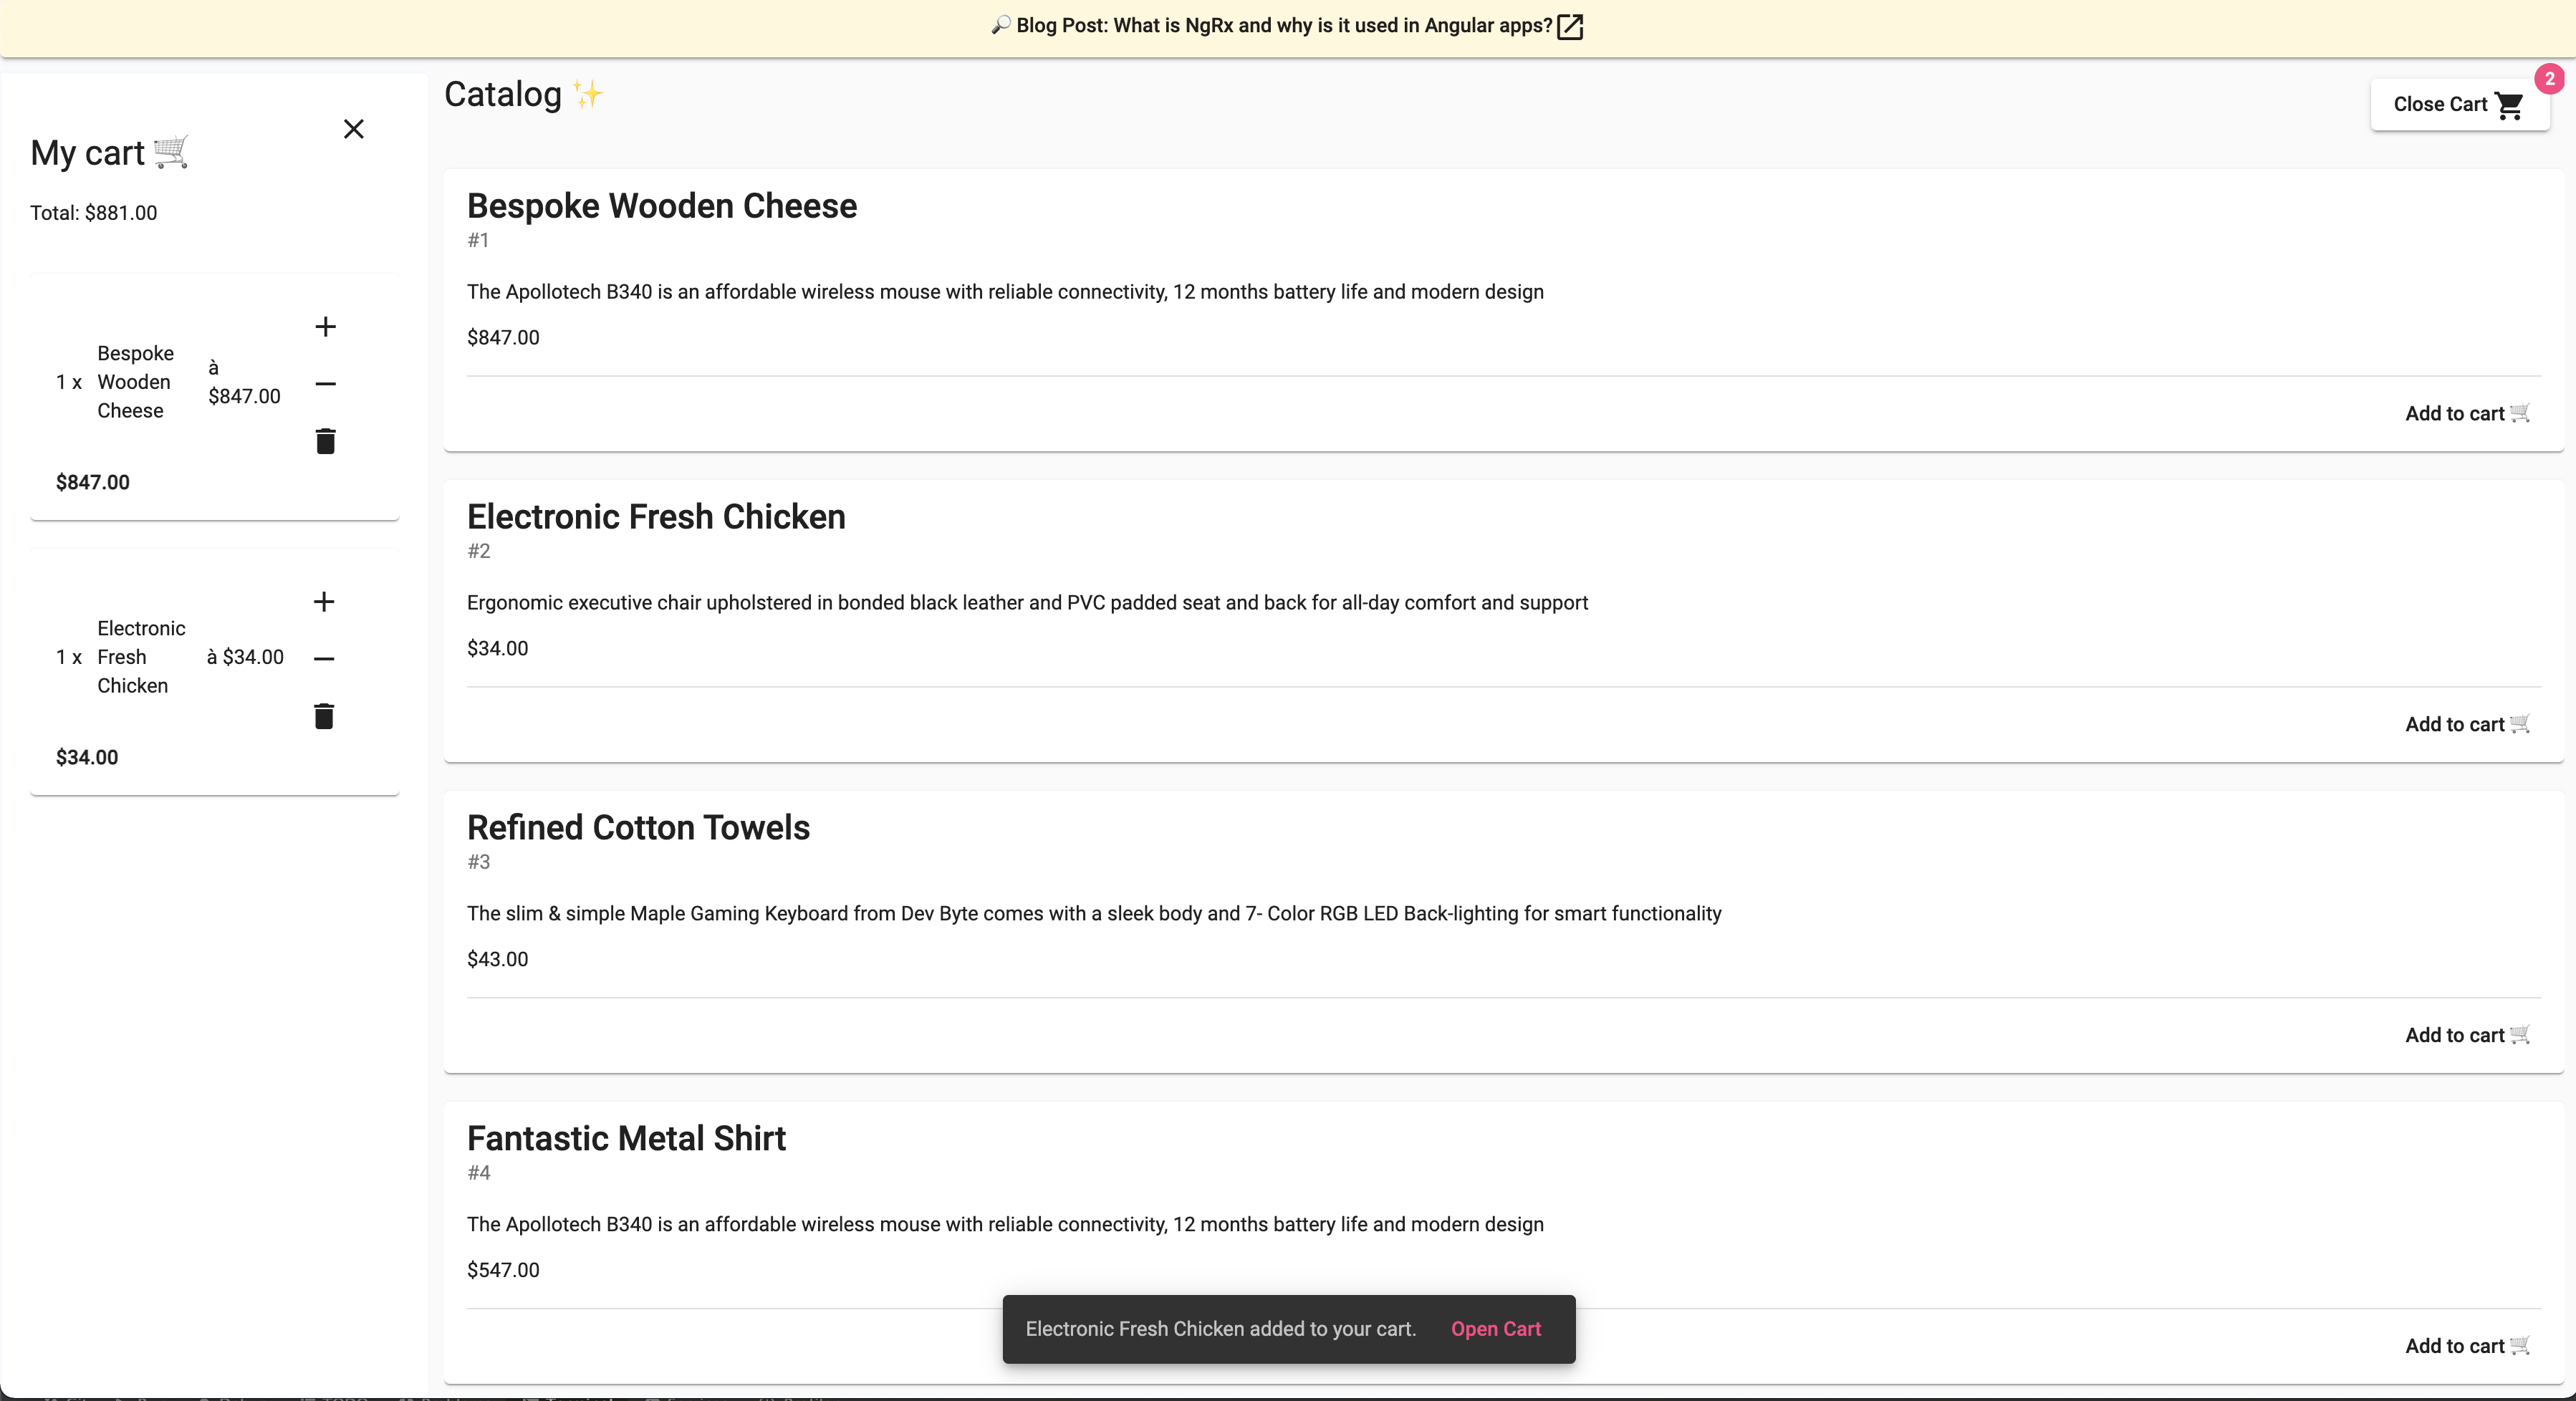 🔎 Blog Post: What is NgRx and why is it used in Angular apps?
My cart 🛒
Total: $881.00
1 x
Bespoke
Wooden
Cheese
à
$847.00
$847.00
1 x
Electronic
Fresh
Chicken
à $34.00
$34.00
Catalog ✨
Close Cart
2
Bespoke Wooden Cheese
#1
The Apollotech B340 is an affordable wireless mouse with reliable connectivity, 12 months battery life and modern design
$847.00
Add to cart 🛒
Electronic Fresh Chicken
#2
Ergonomic executive chair upholstered in bonded black leather and PVC padded seat and back for all-day comfort and support
$34.00
Add to cart 🛒
Refined Cotton Towels
#3
The slim & simple Maple Gaming Keyboard from Dev Byte comes with a sleek body and 7- Color RGB LED Back-lighting for smart functionality
$43.00
Add to cart 🛒
Fantastic Metal Shirt
#4
The Apollotech B340 is an affordable wireless mouse with reliable connectivity, 12 months battery life and modern design
$547.00
Add to cart 🛒
Electronic Fresh Chicken added to your cart. Open Cart